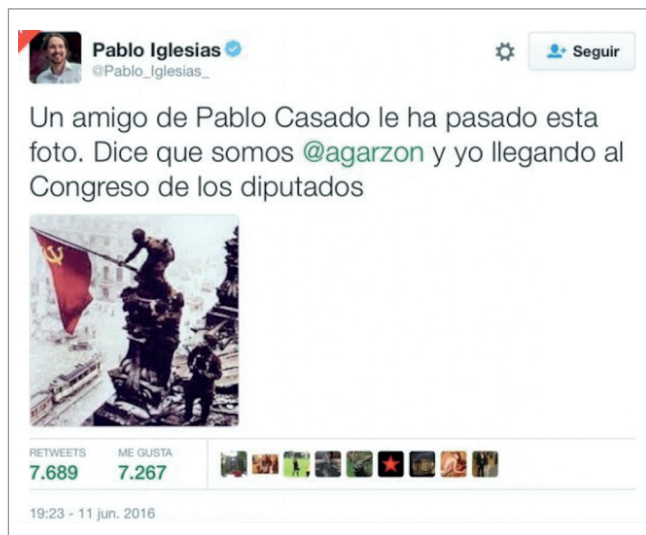 Pablo Iglesias
@Pablo_Iglesias_
Seguir
Un amigo de Pablo Casado le ha pasado esta
foto. Dice que somos @agarzon y yo llegando al
Congreso de los diputados
RETWEETS ME GUSTA
7.689 7.267
19:23 - 11 jun. 2016